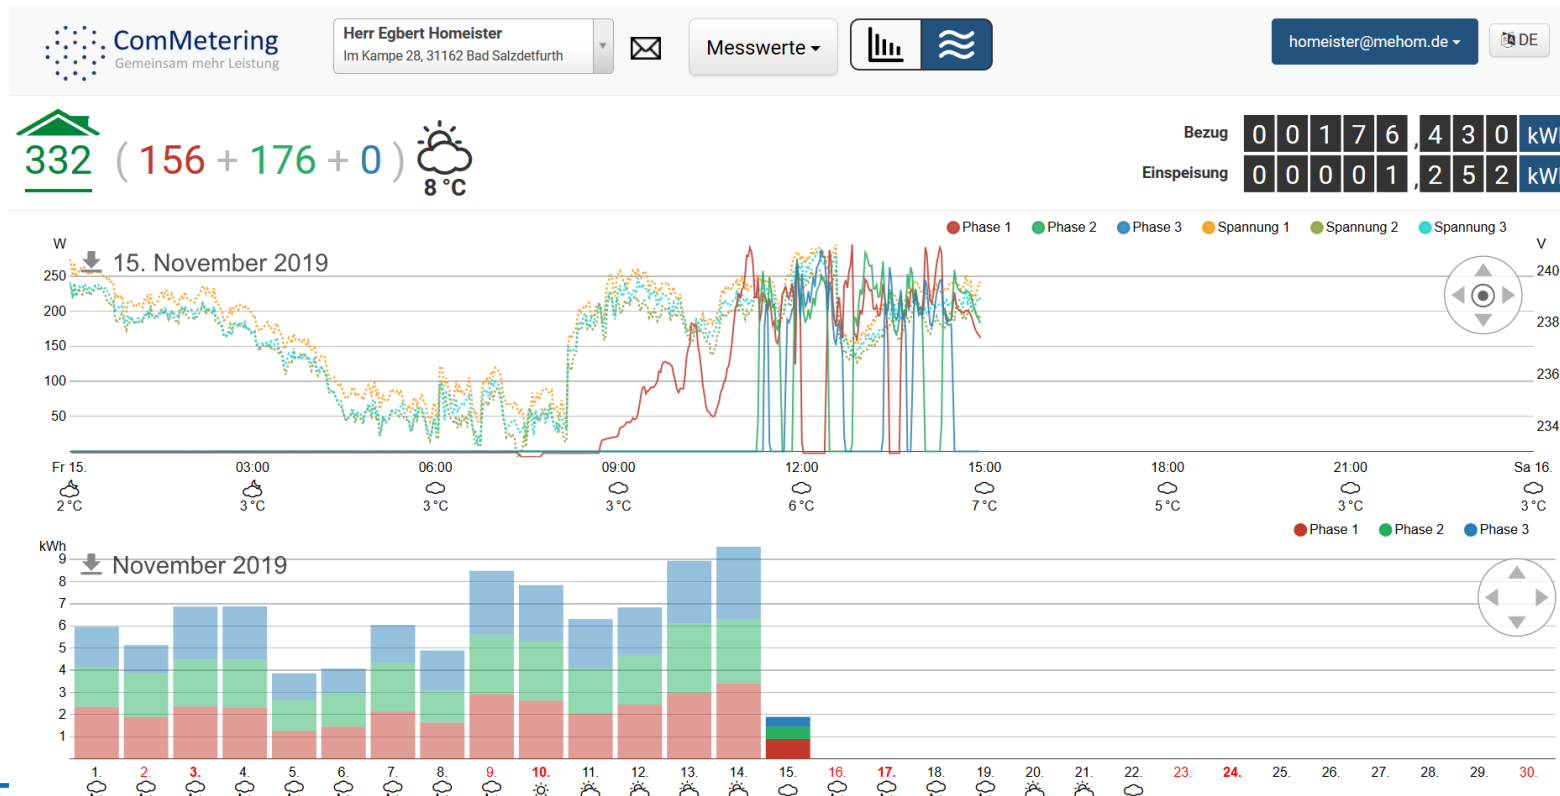 ComMetering
Gemeinsam mehr Leistung
Herr Egbert Homeister
Im Kampe 28, 31162 Bad Salzdetfurth
Messwerte
homeister@mehom.de
DE
332 ( 156 + 176 + 0 )
8 °C
Bezug 0 0 1 7 6 , 4 3 0
Einspeisung 0 0 0 0 1 , 2 5 2
Phase 1 Phase 2 Phase 3 Spannung 1 Spannung 2 Spannung 3
W V
15. November 2019
250 240
200 238
150
100 236
50 234
Fr 15. 03:00 06:00 09:00 12:00 15:00 18:00 21:00 Sa 16.
2 °C 3 °C 3 °C 3 °C 6 °C 7 °C 5 °C 3 °C 3 °C
Phase 1 Phase 2 Phase 3
kWh
November 2019
9
8
7
6
5
4
3
2
1
1. 2. 3. 4. 5. 6. 7. 8. 9. 10. 11. 12. 13. 14. 15. 16. 17. 18. 19. 20. 21. 22. 23. 24. 25. 26. 27. 28. 29. 30.